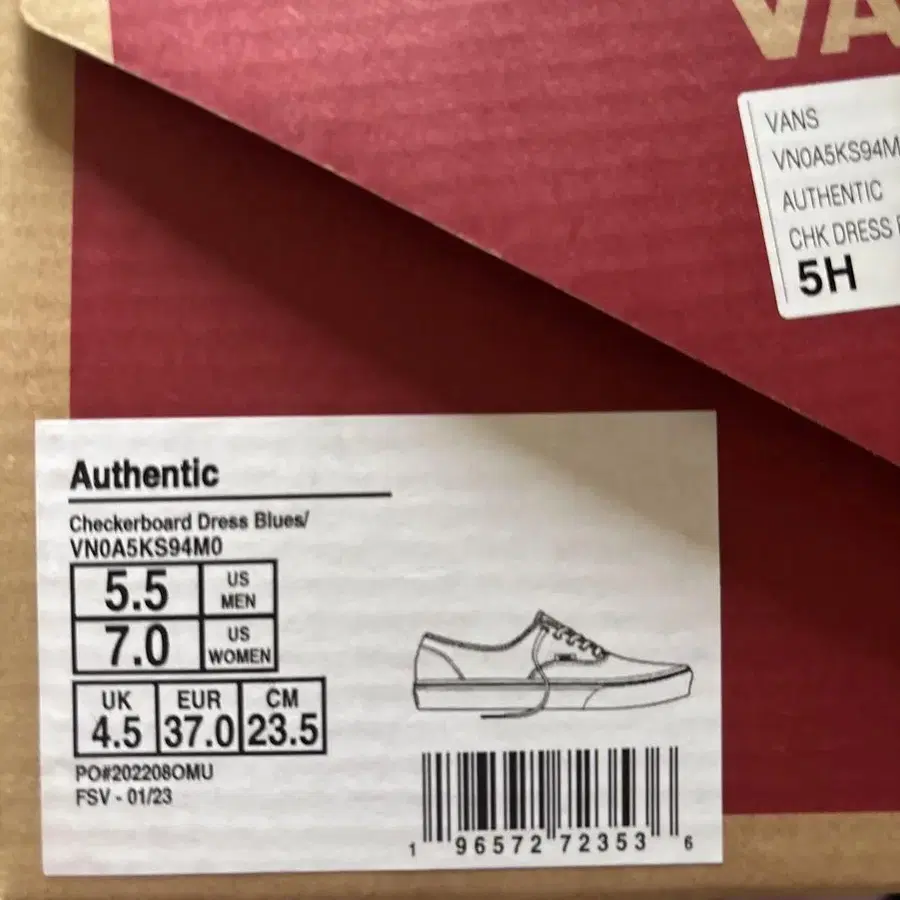 VA
VANS
VN0A5KS94M
AUTHENTIC
CHK DRESS
5H
Authentic
Checkerboard Dress Blues/
VN0A5KS94M0
5.5 US MEN
7.0 US WOMEN
UK EUR CM
4.5 37.0 23.5
PO#202208OMU
FSV - 01/23
1 96572 72353 6